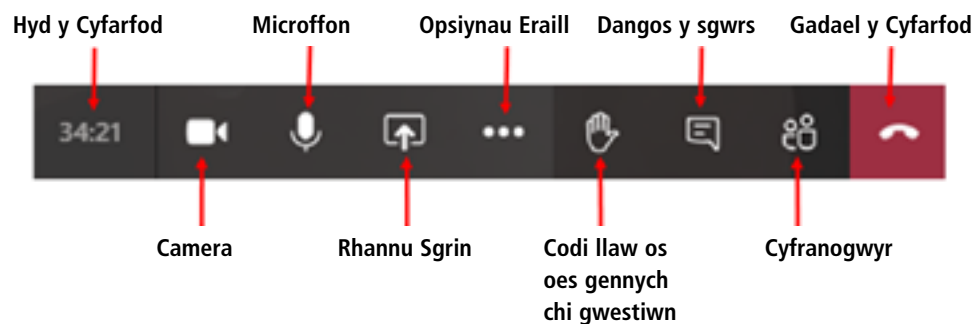 Hyd y Cyfarfod
Microffon
Opsiynau Eraill
Dangos y sgwrs
Gadael y Cyfarfod
34:21
Camera
Rhannu Sgrin
Codi llaw os
oes gennych
chi gwestiwn
Cyfranogwyr